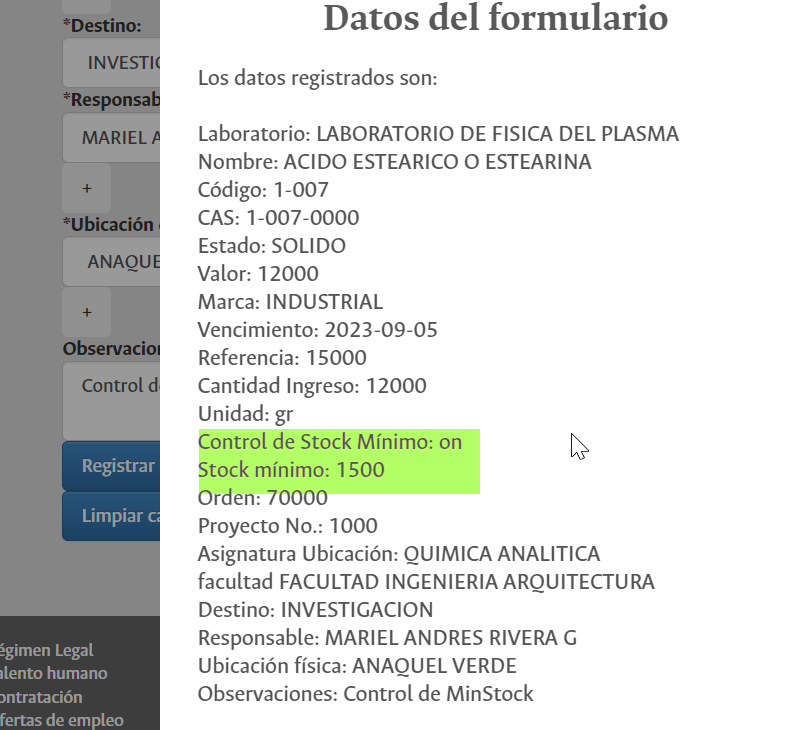 *Destino:
INVESTIG
*Responsab
MARIEL A
+
*Ubicación
ANAQUE
+
Observacion
Control d
Registrar
Limpiar ca
égimen Legal
alento humano
ontratación
fertas de empleo
Datos del formulario
Los datos registrados son:
Laboratorio: LABORATORIO DE FISICA DEL PLASMA
Nombre: ACIDO ESTEARICO O ESTEARINA
Código: 1-007
CAS: 1-007-0000
Estado: SOLIDO
Valor: 12000
Marca: INDUSTRIAL
Vencimiento: 2023-09-05
Referencia: 15000
Cantidad Ingreso: 12000
Unidad: gr
Control de Stock Mínimo: on
Stock mínimo: 1500
Orden: 70000
Proyecto No.: 1000
Asignatura Ubicación: QUIMICA ANALITICA
facultad FACULTAD INGENIERIA ARQUITECTURA
Destino: INVESTIGACION
Responsable: MARIEL ANDRES RIVERA G
Ubicación física: ANAQUEL VERDE
Observaciones: Control de MinStock